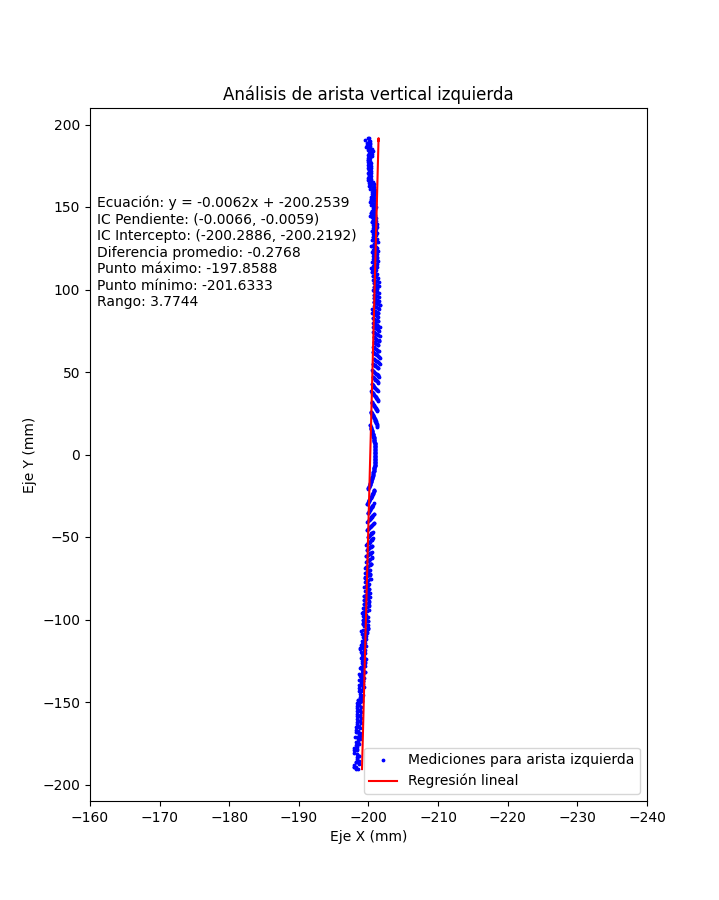 Análisis de arista vertical izquierda
200
150
100
50
0
−50
−100
−150
−200
Eje Y (mm)
Ecuación: y = -0.0062x + -200.2539
IC Pendiente: (-0.0066, -0.0059)
IC Intercepto: (-200.2886, -200.2192)
Diferencia promedio: -0.2768
Punto máximo: -197.8588
Punto mínimo: -201.6333
Rango: 3.7744
Mediciones para arista izquierda
Regresión lineal
−160 −170 −180 −190 −200 −210 −220 −230 −240
Eje X (mm)